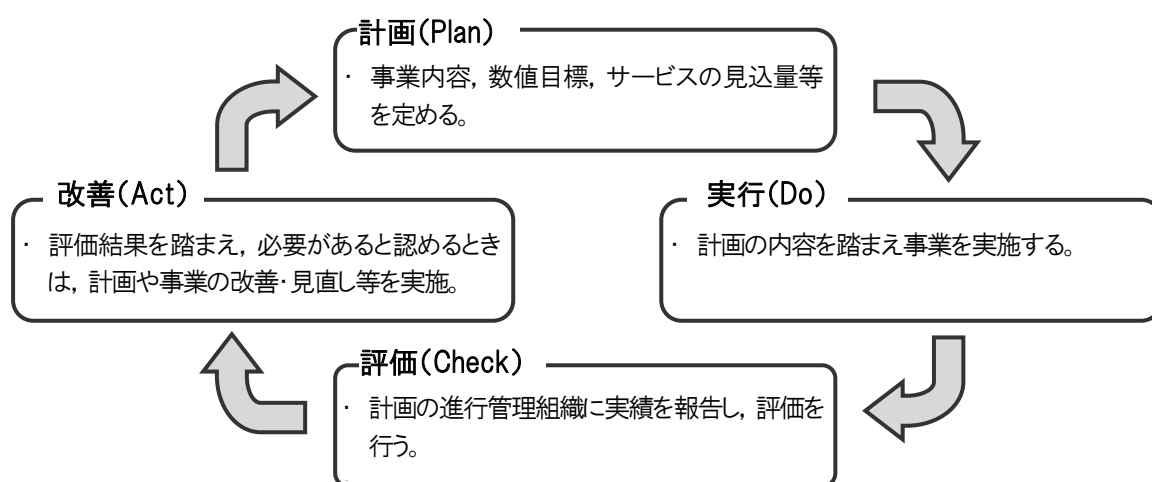 計画(Plan)
・ 事業内容，数値目標，サービスの見込量等
を定める。
改善(Act)
・ 評価結果を踏まえ，必要があると認めるとき
は，計画や事業の改善・見直し等を実施。
実行(Do)
・ 計画の内容を踏まえ事業を実施する。
評価(Check)
・ 計画の進行管理組織に実績を報告し，評価を
行う。